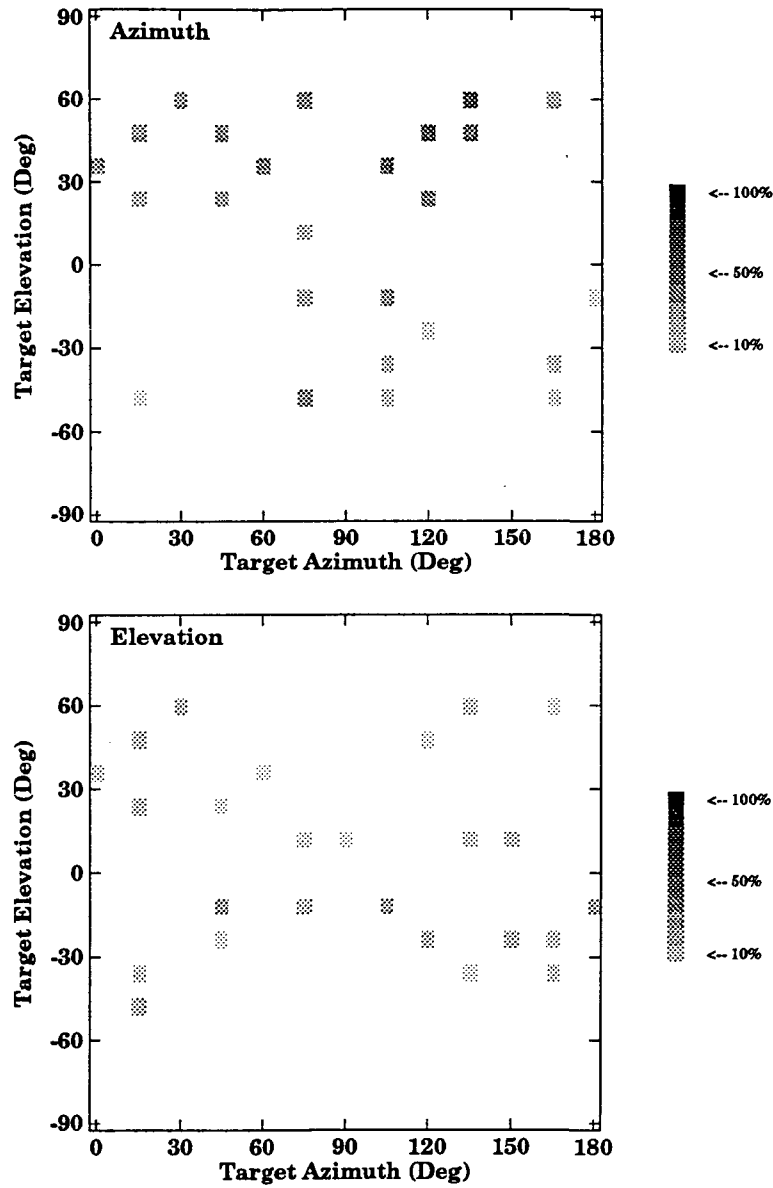 Azimuth
90
60
30
0
-30
-60
-90
Target Elevation (Deg)
0 30 60 90 120 150 180
Target Azimuth (Deg)
<-- 100%
<-- 50%
<-- 10%
Elevation
90
60
30
0
-30
-60
-90
Target Elevation (Deg)
0 30 60 90 120 150 180
Target Azimuth (Deg)
<-- 100%
<-- 50%
<-- 10%